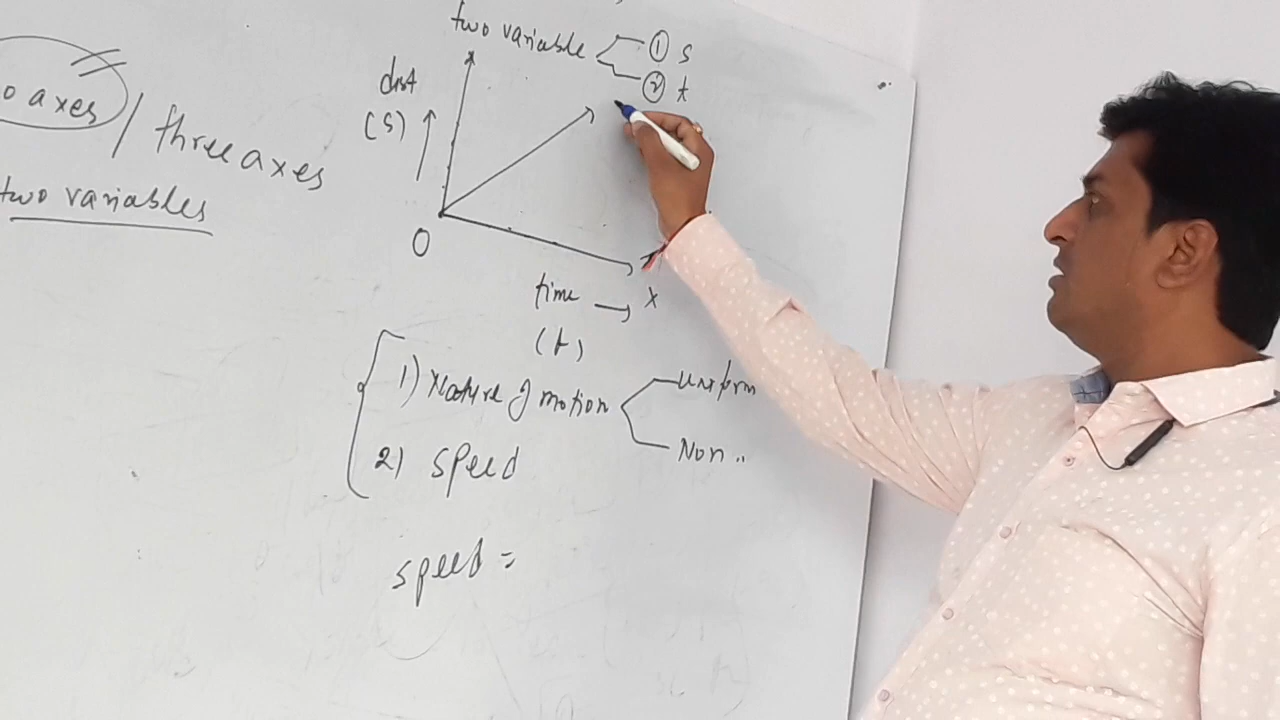 two variable ① s
② t
o axes / three axes
two variables
dist
(s)
O
time → x
(t)
1) Nature of motion
uniform
Non "
2) speed
speed =